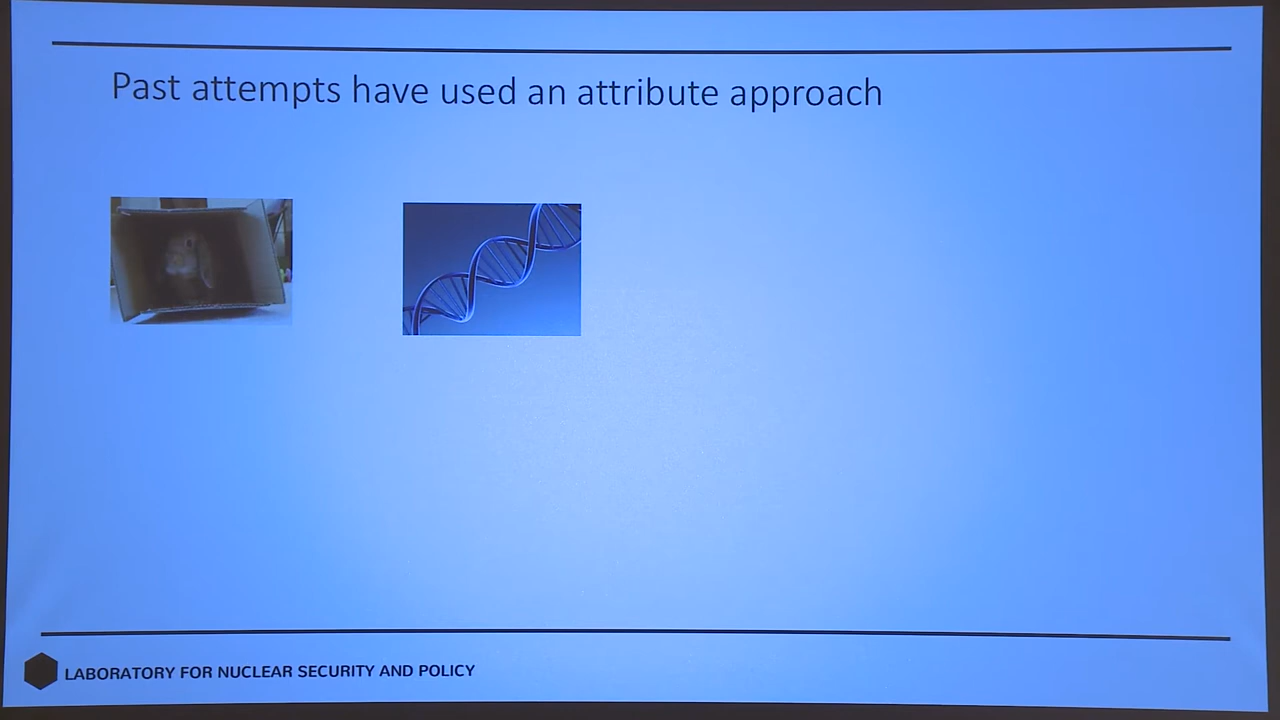 Past attempts have used an attribute approach
LABORATORY FOR NUCLEAR SECURITY AND POLICY